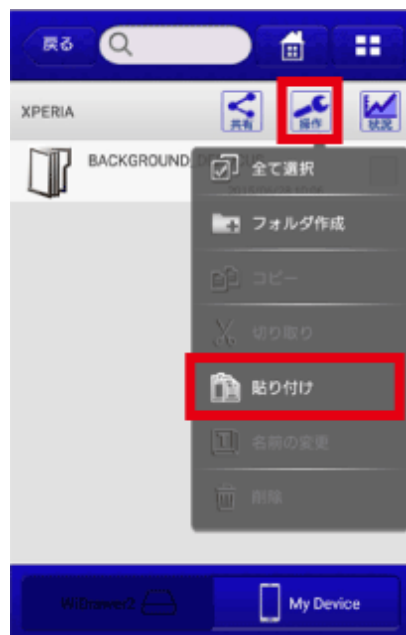 戻る
XPERIA
共有
操作
状況
BACKGROUND_DE
CUS
全て選択
フォルダ作成
コピー
切り取り
貼り付け
名前の変更
削除
WiDrawer2
My Device